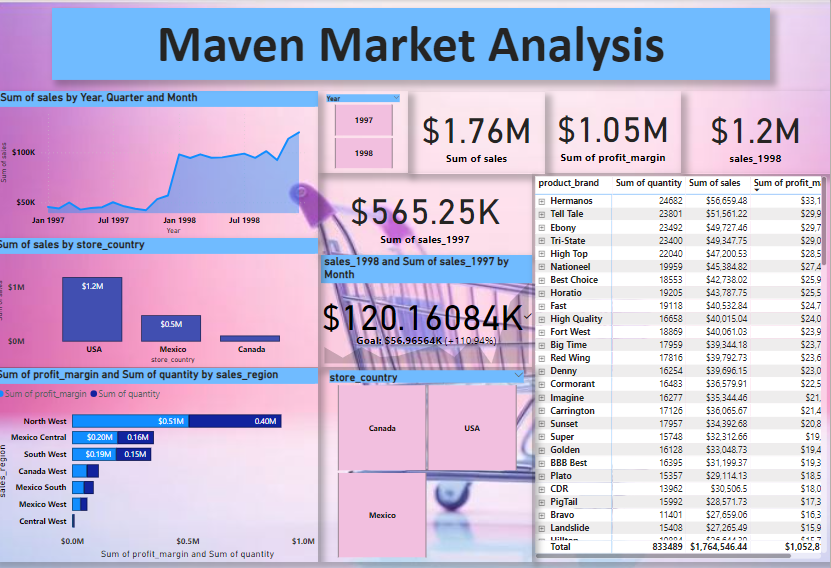 Maven Market Analysis
Sum of sales by Year, Quarter and Month
Sum of sales
$100K
$50K
Jan 1997 Jul 1997 Jan 1998 Jul 1998
Year
Year
1997
1998
$1.76M
Sum of sales
$1.05M
Sum of profit_margin
$1.2M
sales_1998
$565.25K
Sum of sales_1997
Sum of sales by store_country
$1M
$0M
$1.2M
$0.5M
USA Mexico Canada
store_country
sales_1998 and Sum of sales_1997 by
Month
$120.16084K
Goal: $56.96564K (+110.94%)
Sum of profit_margin and Sum of quantity by sales_region
Sum of profit_margin Sum of quantity
sales_region
North West $0.51M 0.40M
Mexico Central $0.20M 0.16M
South West $0.19M 0.15M
Canada West
Mexico South
Mexico West
Central West
$0.0M $0.5M $1.0M
Sum of profit_margin and Sum of quantity
store_country
Canada
USA
Mexico
product_brand Sum of quantity Sum of sales Sum of profit_m
Hermanos 24682 $56,659.48 $33,1
Tell Tale 23801 $51,561.22 $29,9
Ebony 23492 $49,727.46 $29,7
Tri-State 23400 $49,347.75 $29,0
High Top 22040 $47,200.53 $28,5
Nationeel 19959 $45,384.82 $27,4
Best Choice 18553 $42,738.02 $25,9
Horatio 19205 $43,787.75 $25,5
Fast 19118 $40,532.84 $24,7
High Quality 16658 $40,015.04 $24,0
Fort West 18869 $40,061.03 $23,9
Big Time 17959 $39,344.18 $23,7
Red Wing 17816 $39,792.73 $23,6
Denny 16254 $39,696.15 $23,0
Cormorant 16483 $36,579.91 $22,5
Imagine 16277 $35,344.46 $21,
Carrington 17126 $36,065.67 $21,4
Sunset 17957 $34,392.68 $20,8
Super 15748 $32,312.66 $19,
Golden 16128 $33,048.73 $19,4
BBB Best 16395 $31,199.37 $19,3
Plato 15357 $29,114.13 $18,5
CDR 13962 $30,506.5 $18,0
PigTail 15992 $28,571.73 $17,3
Bravo 11401 $27,659.06 $16,3
Landslide 15408 $27,265.49 $15,9
Total 833489 $1,764,546.44 $1,052,8